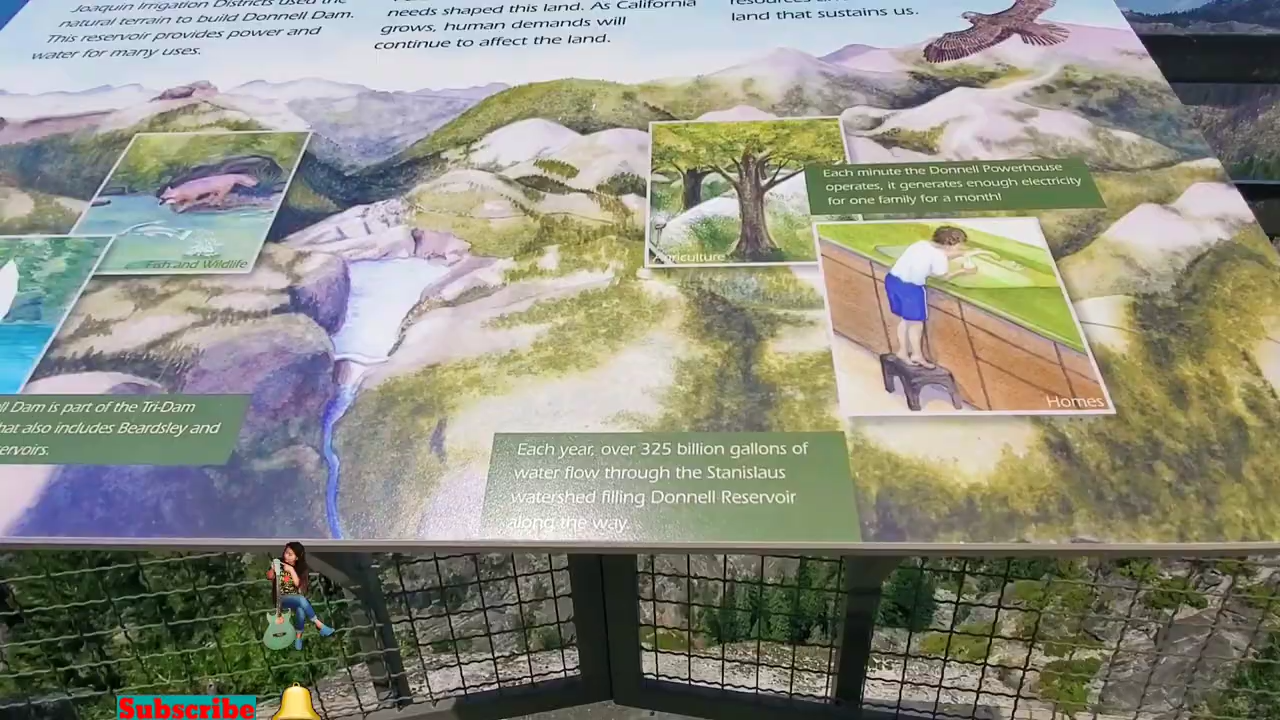 Joaquin Irrigation Districts used the
natural terrain to build Donnell Dam.
This reservoir provides power and
water for many uses.
needs shaped this land. As California
grows, human demands will
continue to affect the land.
land that sustains us.
Fish and Wildlife
Agriculture
Each minute the Donnell Powerhouse
operates, it generates enough electricity
for one family for a month!
Homes
Dam is part of the Tri-Dam
that also includes Beardsley and
Each year, over 325 billion gallons of
water flow through the Stanislaus
watershed filling Donnell Reservoir
along the way.
Subscribe